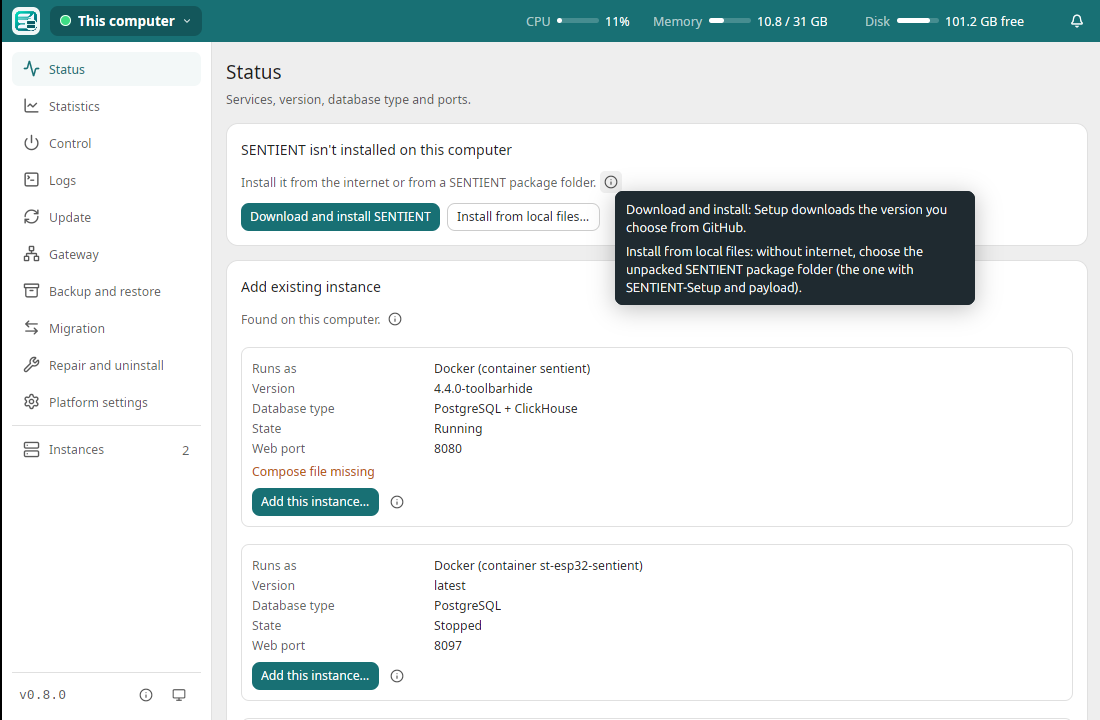 This computer
CPU 11% Memory 10.8 / 31 GB Disk 101.2 GB free
Status
Statistics
Control
Logs
Update
Gateway
Backup and restore
Migration
Repair and uninstall
Platform settings
Instances 2
v0.8.0
Status
Services, version, database type and ports.
SENTIENT isn't installed on this computer
Install it from the internet or from a SENTIENT package folder.
Download and install SENTIENT
Install from local files...
Download and install: Setup downloads the version you
choose from GitHub.
Install from local files: without internet, choose the
unpacked SENTIENT package folder (the one with
SENTIENT-Setup and payload).
Add existing instance
Found on this computer.
Runs as Docker (container sentient)
Version 4.4.0-toolbarhide
Database type PostgreSQL + ClickHouse
State Running
Web port 8080
Compose file missing
Add this instance...
Runs as Docker (container st-esp32-sentient)
Version latest
Database type PostgreSQL
State Stopped
Web port 8097
Add this instance...